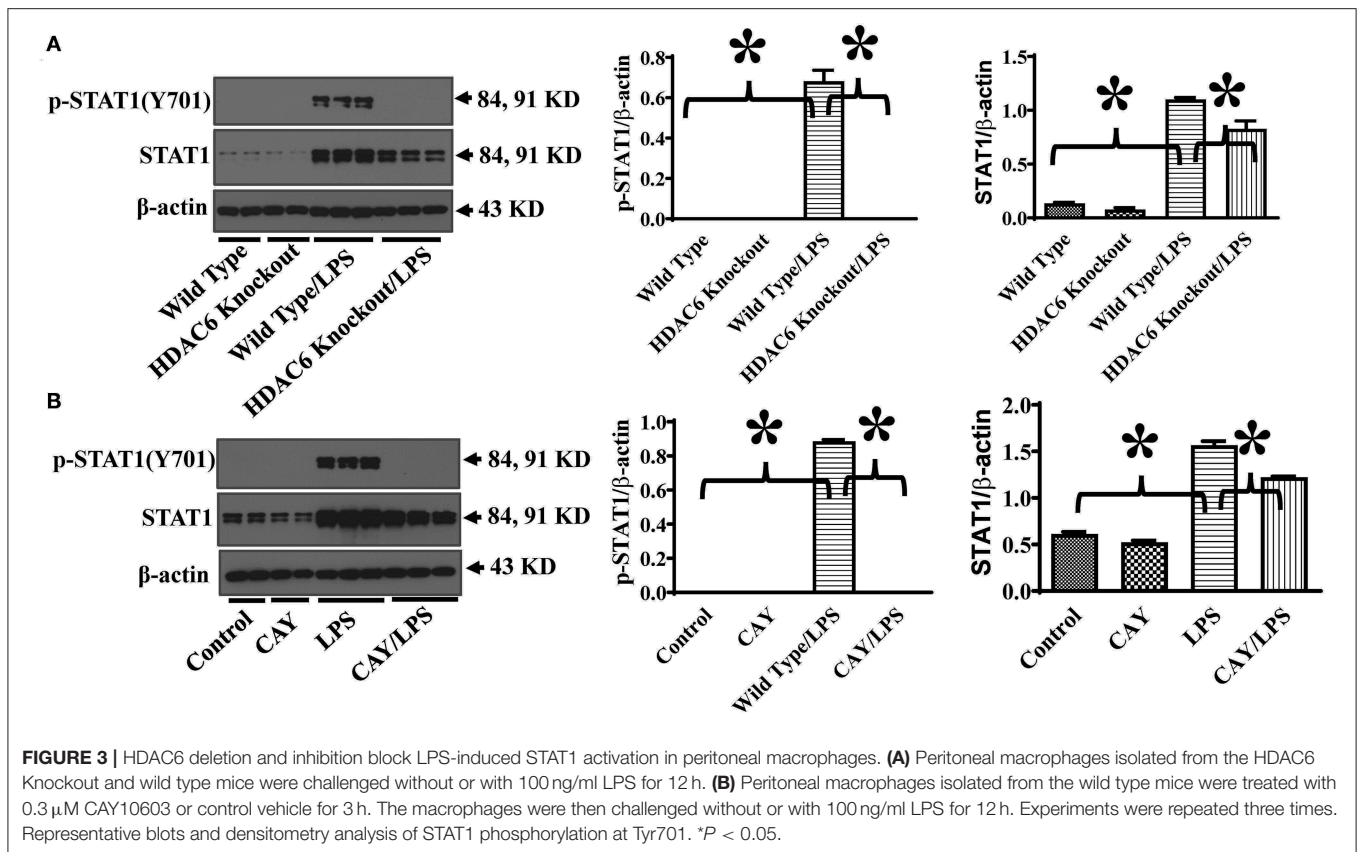 A
p-STAT1(Y701)
84, 91 KD
STAT1
84, 91 KD
β-actin
43 KD
Wild Type
HDAC6 Knockout
Wild Type/LPS
HDAC6 Knockout/LPS
p-STAT1/β-actin
0.8
0.6
0.4
0.2
0.0
*
*
Wild Type
HDAC6 Knockout
Wild Type/LPS
HDAC6 Knockout/LPS
STAT1/β-actin
1.5
1.0
0.5
0.0
*
*
Wild Type
HDAC6 Knockout
Wild Type/LPS
HDAC6 Knockout/LPS
B
p-STAT1(Y701)
84, 91 KD
STAT1
84, 91 KD
β-actin
43 KD
Control
CAY
LPS
CAY/LPS
p-STAT1/β-actin
1.0
0.8
0.6
0.4
0.2
0.0
*
*
Control
CAY
Wild Type/LPS
CAY/LPS
STAT1/β-actin
2.0
1.5
1.0
0.5
0.0
*
*
Control
CAY
LPS
CAY/LPS
FIGURE 3 | HDAC6 deletion and inhibition block LPS-induced STAT1 activation in peritoneal macrophages. (A) Peritoneal macrophages isolated from the HDAC6
Knockout and wild type mice were challenged without or with 100 ng/ml LPS for 12 h. (B) Peritoneal macrophages isolated from the wild type mice were treated with
0.3 μM CAY10603 or control vehicle for 3 h. The macrophages were then challenged without or with 100 ng/ml LPS for 12 h. Experiments were repeated three times.
Representative blots and densitometry analysis of STAT1 phosphorylation at Tyr701. *P < 0.05.